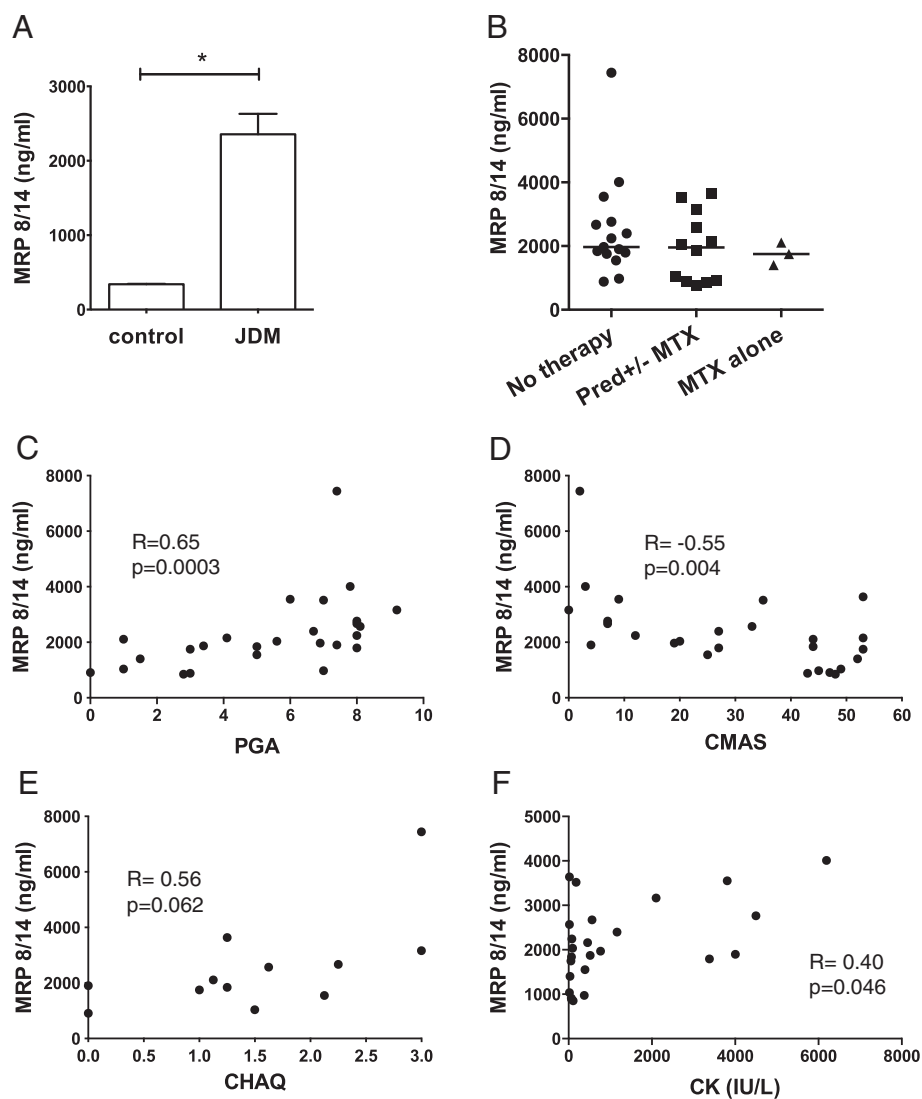 A
*
MRP 8/14 (ng/ml)
3000
2000
1000
0
control JDM
B
MRP 8/14 (ng/ml)
8000
6000
4000
2000
0
No therapy
Pred+/- MTX
MTX alone
C
MRP 8/14 (ng/ml)
8000
6000
4000
2000
0
R=0.65
p=0.0003
0 2 4 6 8 10
PGA
D
MRP 8/14 (ng/ml)
8000
6000
4000
2000
0
R= -0.55
p=0.004
0 10 20 30 40 50 60
CMAS
E
MRP 8/14 (ng/ml)
8000
6000
4000
2000
0
R= 0.56
p=0.062
0.0 0.5 1.0 1.5 2.0 2.5 3.0
CHAQ
F
MRP 8/14 (ng/ml)
5000
4000
3000
2000
1000
0
R= 0.40
p=0.046
0 2000 4000 6000 8000
CK (IU/L)